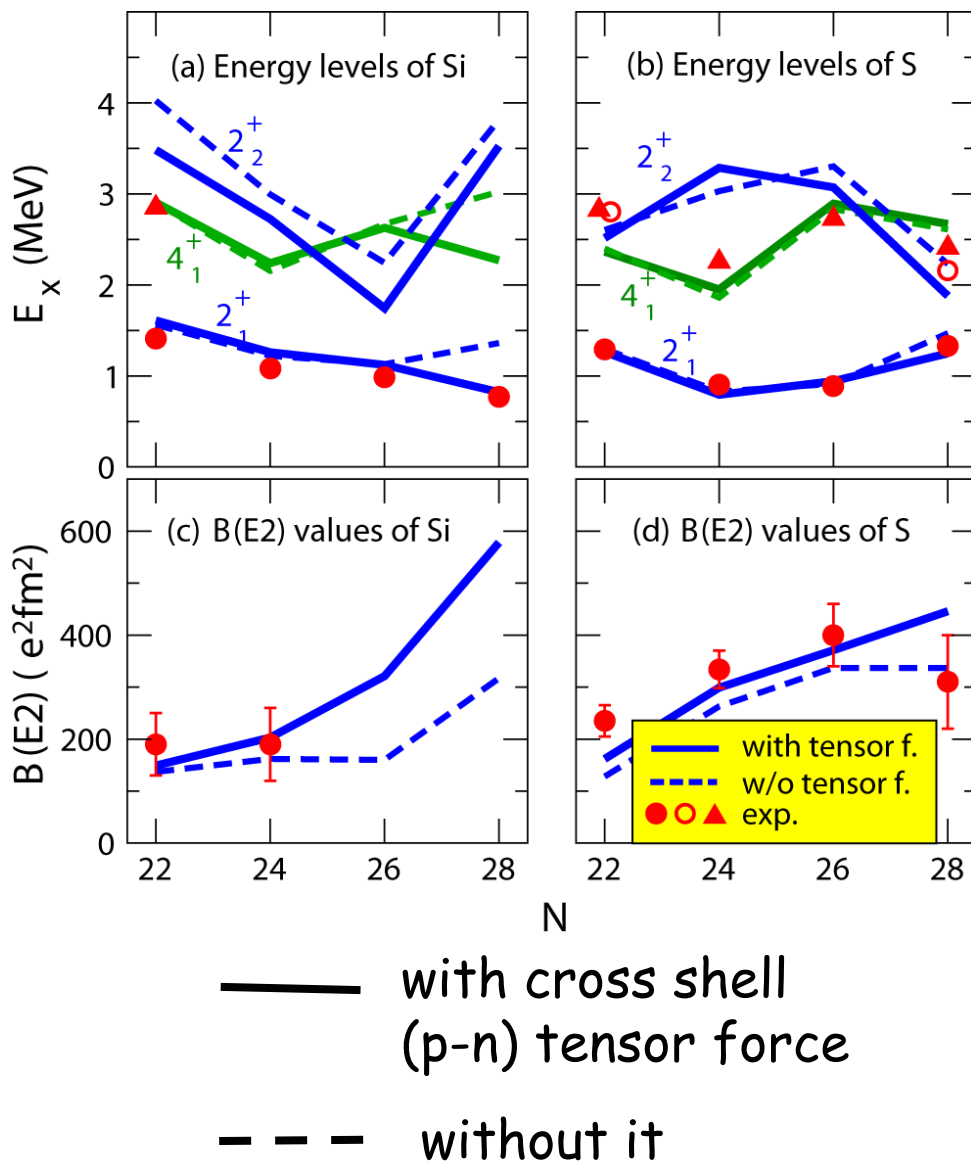 (a) Energy levels of Si
(b) Energy levels of S
E x (MeV)
4
3
2
1
0
2 + 2
4 + 1
2 + 1
2 + 2
4 + 1
2 + 1
(c) B(E2) values of Si
(d) B(E2) values of S
B(E2) ( e²fm²)
600
400
200
0
with tensor f.
w/o tensor f.
exp.
22 24 26 28
22 24 26 28
N
with cross shell
(p-n) tensor force
without it